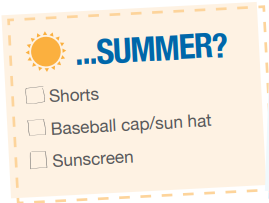 ...SUMMER?
Shorts
Baseball cap/sun hat
Sunscreen